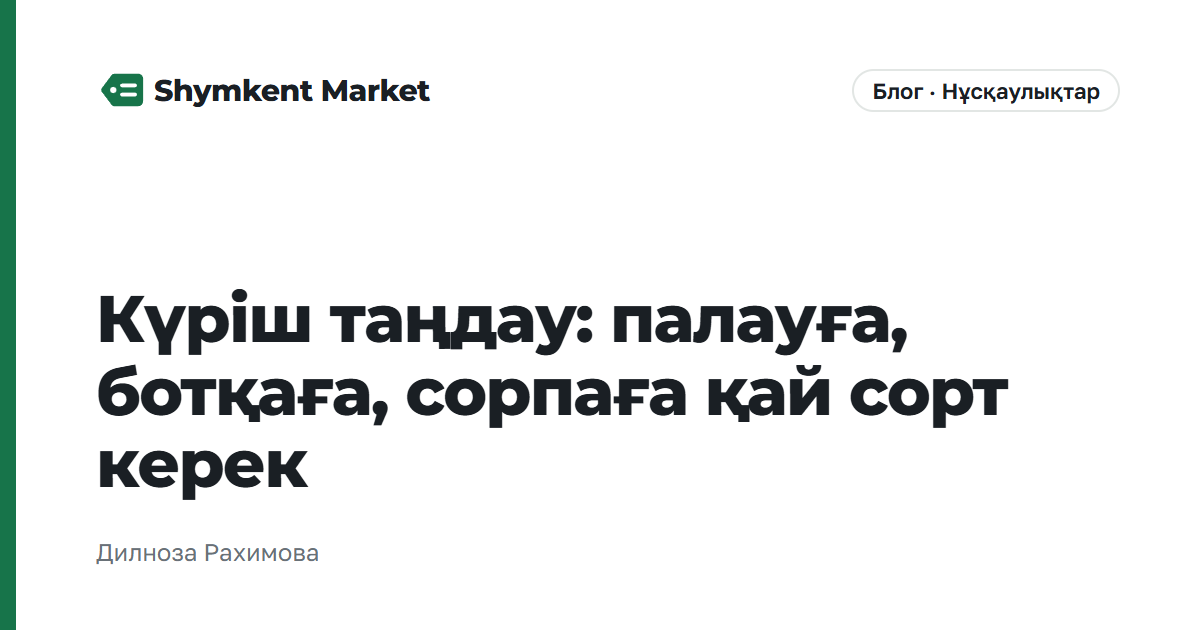 Shymkent Market
Блог · Нұсқаулықтар
Күріш таңдау: палауға,
ботқаға, сорпаға қай сорт
керек
Дилноза Рахимова